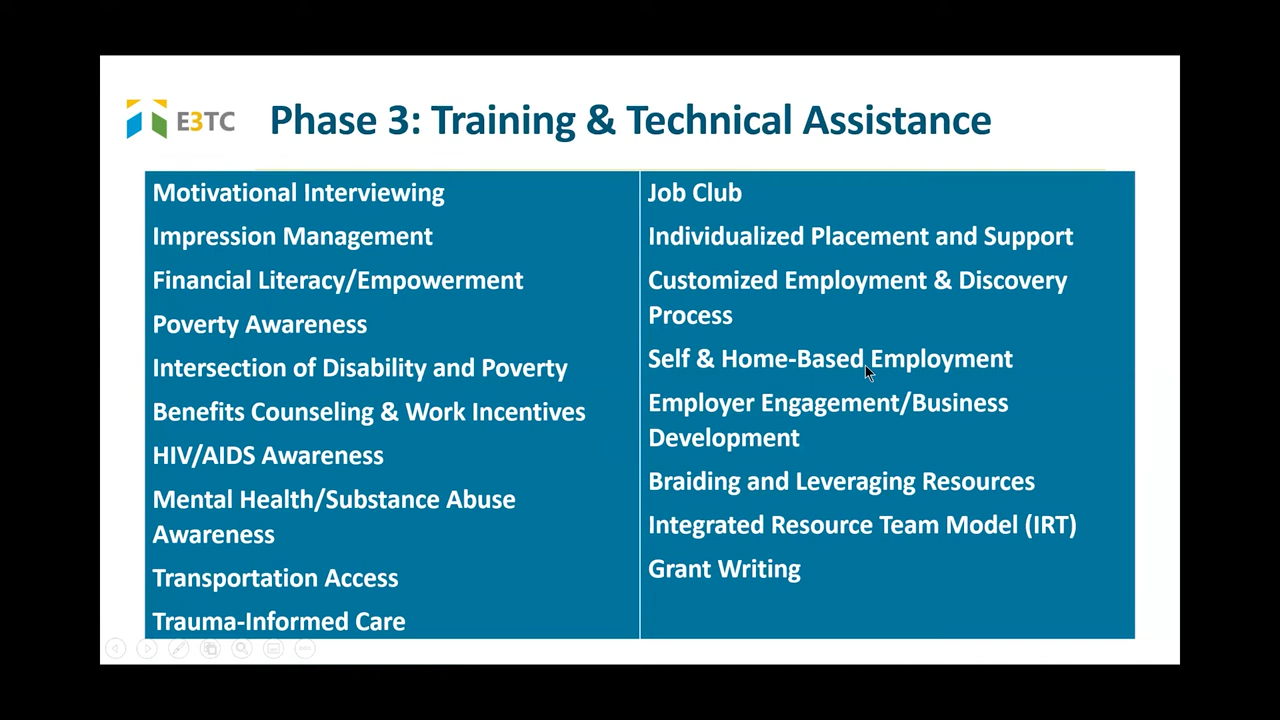 E3TC
Phase 3: Training & Technical Assistance
Motivational Interviewing
Impression Management
Financial Literacy/Empowerment
Poverty Awareness
Intersection of Disability and Poverty
Benefits Counseling & Work Incentives
HIV/AIDS Awareness
Mental Health/Substance Abuse
Awareness
Transportation Access
Trauma-Informed Care
Job Club
Individualized Placement and Support
Customized Employment & Discovery
Process
Self & Home-Based Employment
Employer Engagement/Business
Development
Braiding and Leveraging Resources
Integrated Resource Team Model (IRT)
Grant Writing